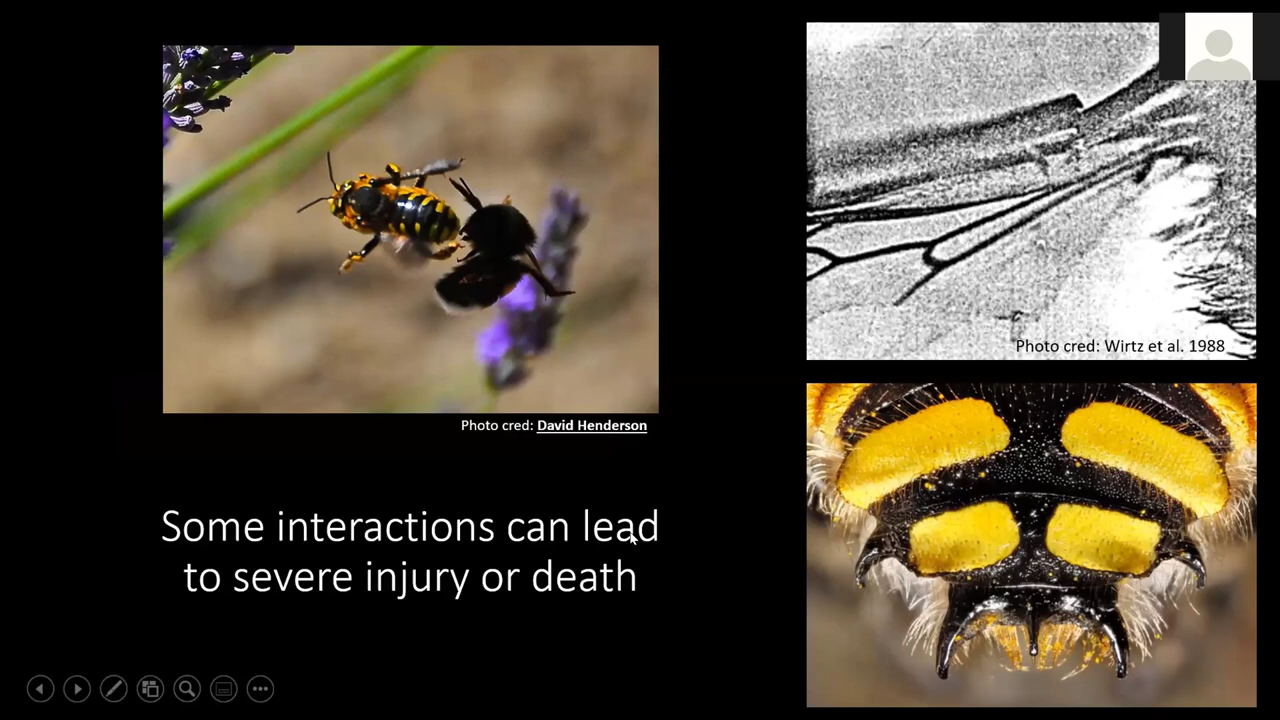 Photo cred: Wirtz et al. 1988
Photo cred: David Henderson
Some interactions can lead
to severe injury or death